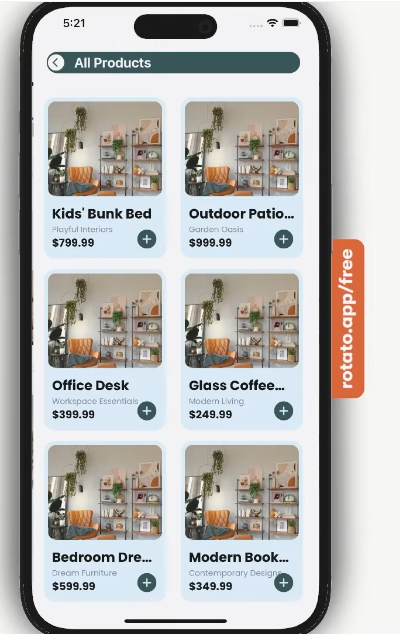 5:21
All Products
Kids' Bunk Bed
Playful Interiors
$799.99
Outdoor Patio...
Garden Oasis
$999.99
Office Desk
Workspace Essentials
$399.99
Glass Coffee...
Modern Living
$249.99
Bedroom Dre...
Dream Furniture
$599.99
Modern Book...
Contemporary Designs
$349.99
rotato.app/free